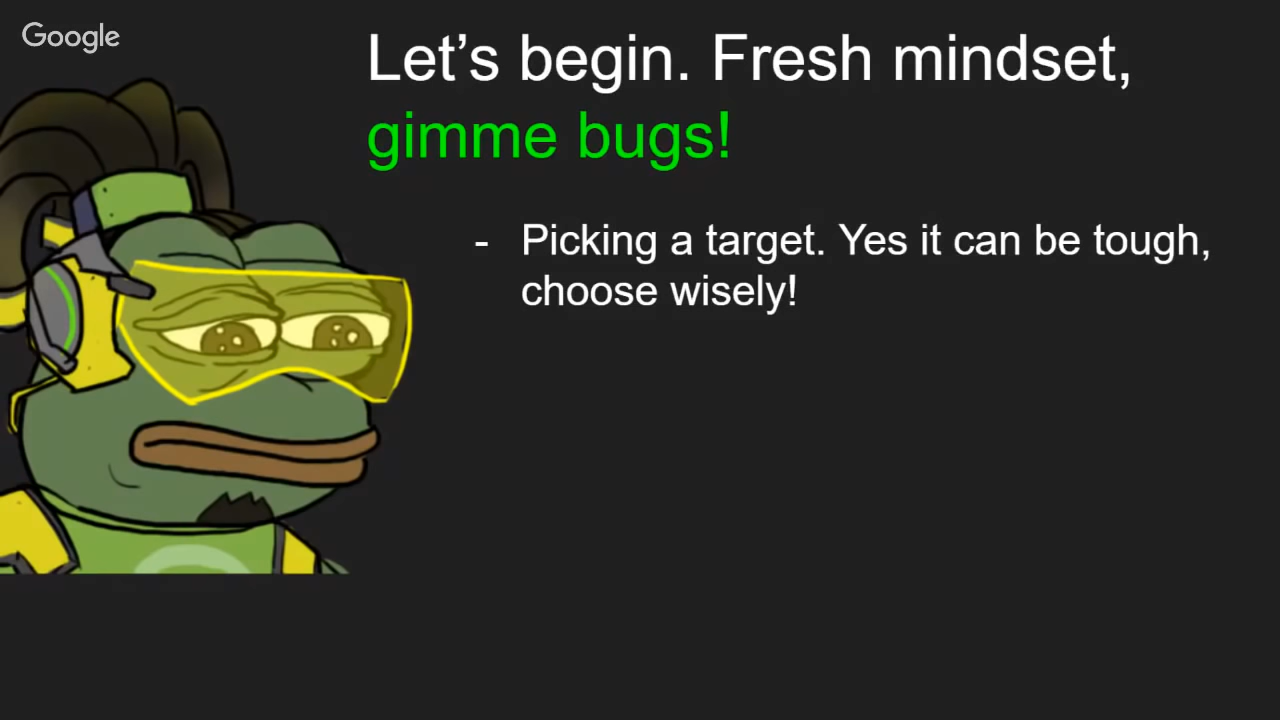 Google
Let’s begin. Fresh mindset,
gimme bugs!
- Picking a target. Yes it can be tough,
choose wisely!